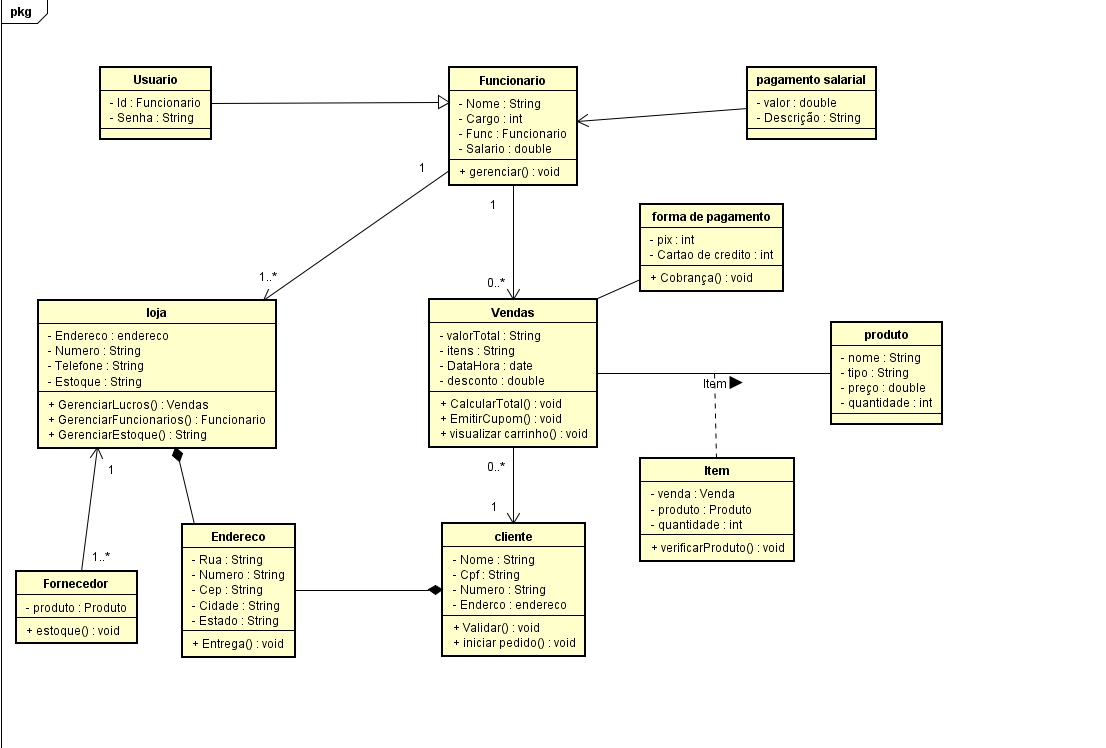 pkg
Usuario
- Id : Funcionario
- Senha : String
Funcionario
- Nome : String
- Cargo : int
- Func : Funcionario
- Salario : double
+ gerenciar() : void
pagamento salarial
- valor : double
- Descrição : String
1
1..*
1
0..*
forma de pagamento
- pix : int
- Cartao de credito : int
+ Cobrança() : void
loja
- Endereco : endereco
- Numero : String
- Telefone : String
- Estoque : String
+ GerenciarLucros() : Vendas
+ GerenciarFuncionarios() : Funcionario
+ GerenciarEstoque() : String
Vendas
- valorTotal : String
- itens : String
- DataHora : date
- desconto : double
+ CalcularTotal() : void
+ EmitirCupom() : void
+ visualizar carrinho() : void
Item
produto
- nome : String
- tipo : String
- preço : double
- quantidade : int
1
1..*
0..*
1
Item
- venda : Venda
- produto : Produto
- quantidade : int
+ verificarProduto() : void
Fornecedor
- produto : Produto
+ estoque() : void
Endereco
- Rua : String
- Numero : String
- Cep : String
- Cidade : String
- Estado : String
+ Entrega() : void
cliente
- Nome : String
- Cpf : String
- Numero : String
- Enderco : endereco
+ Validar() : void
+ iniciar pedido() : void